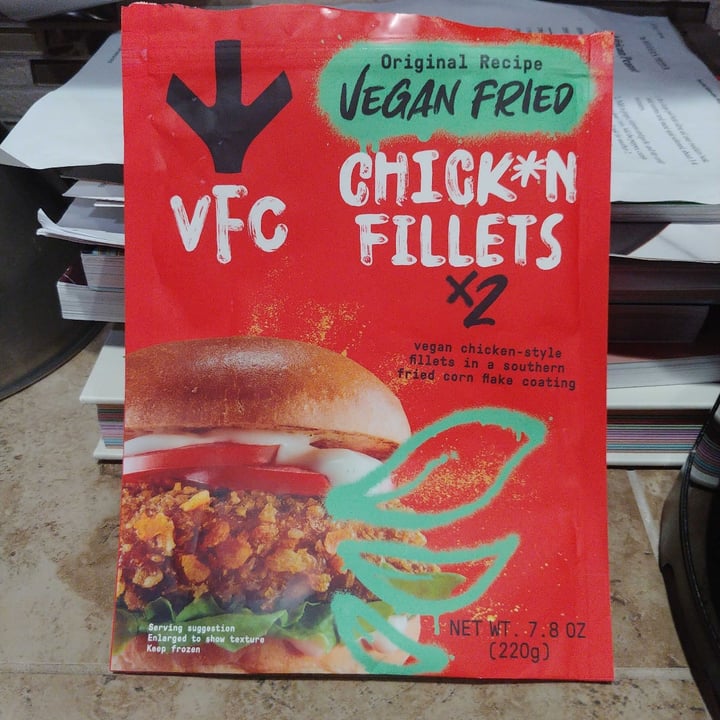 Original Recipe
VEGAN FRIED
CHICK*N
FILLETS
x2
VFC
vegan chicken-style
fillets in a southern
fried corn flake coating
Serving suggestion
Enlarged to show texture
Keep frozen
NET WT. 7.8 OZ
(220g)